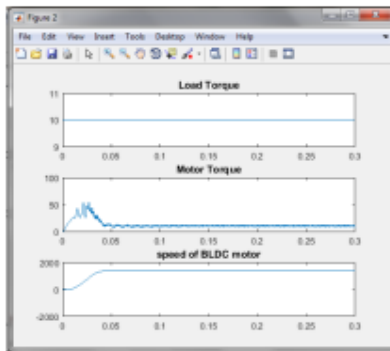 Figure 2
File Edit View Insert Tools Desktop Window Help
Load Torque
11
10
9
0 0.05 0.1 0.15 0.2 0.25 0.3
Motor Torque
100
50
0
0 0.05 0.1 0.15 0.2 0.25 0.3
speed of BLDC motor
2000
0
-2000
0 0.05 0.1 0.15 0.2 0.25 0.3